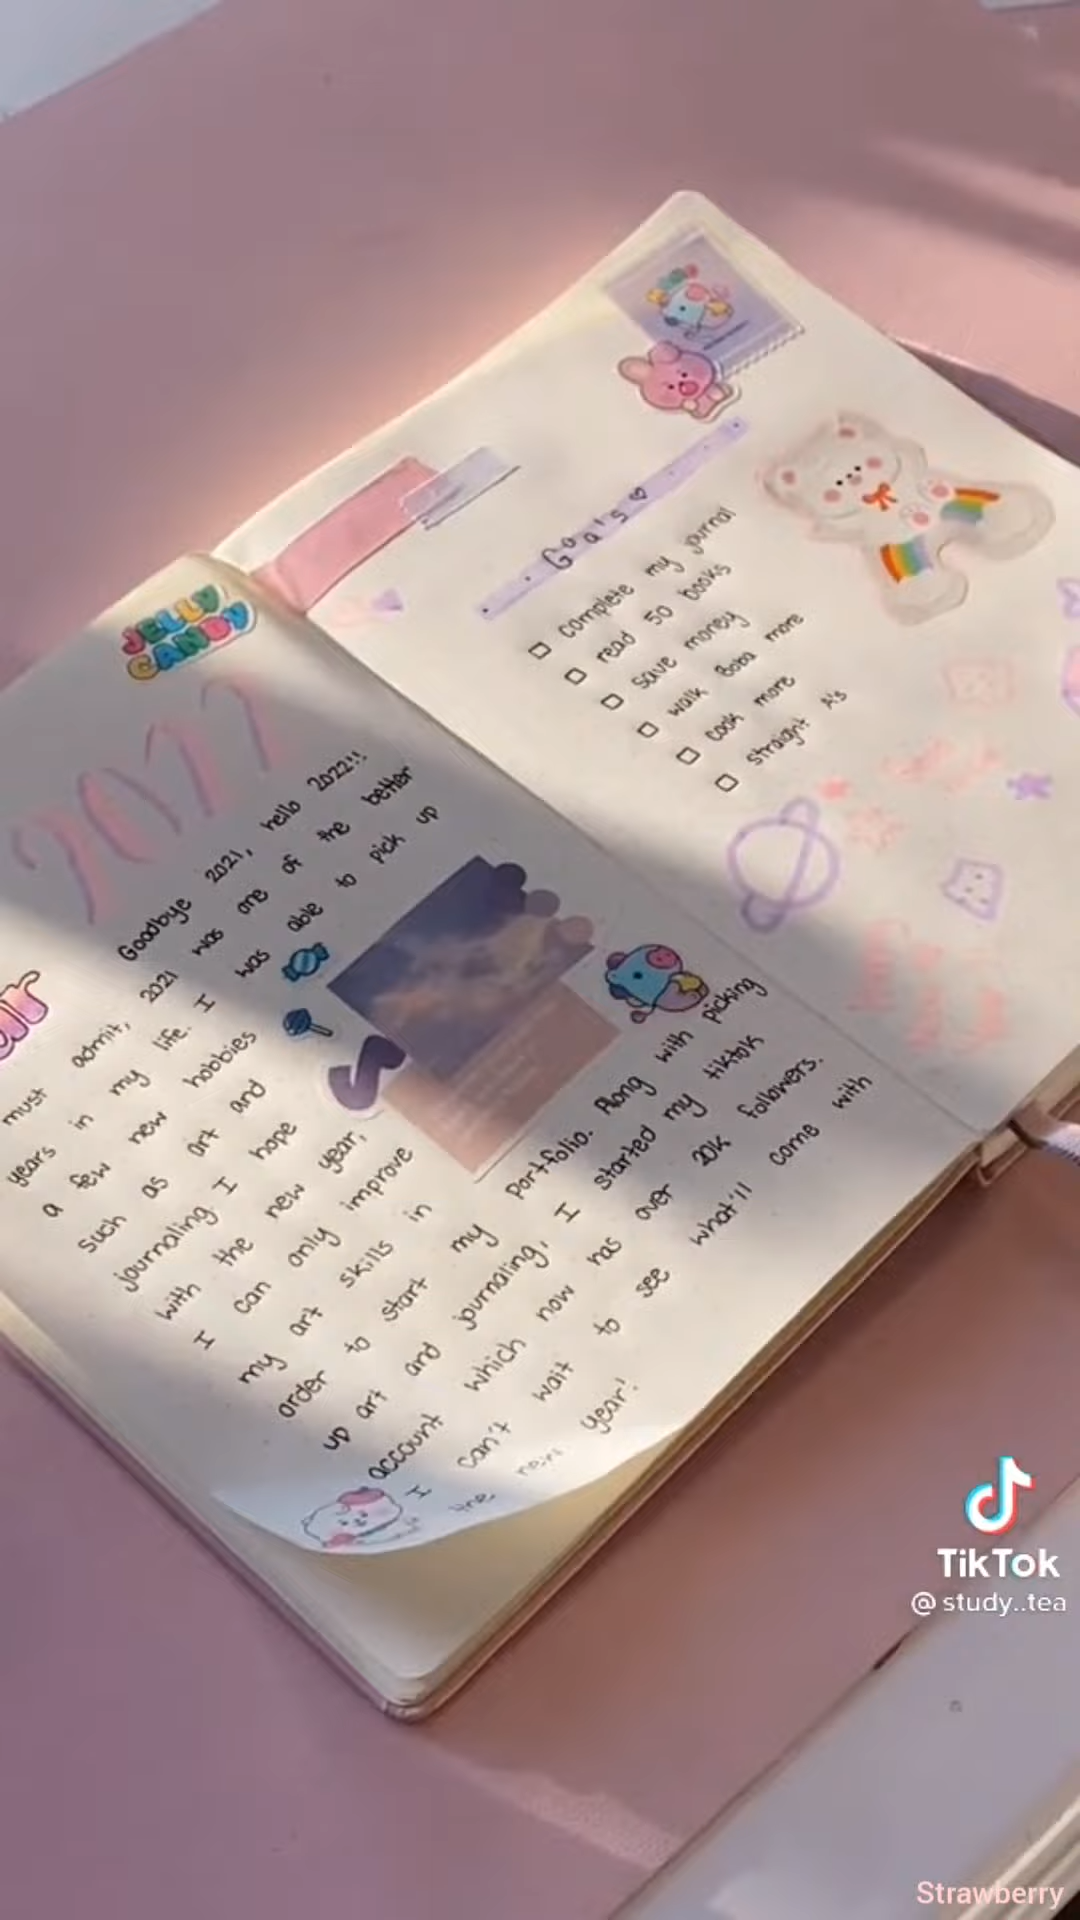 JELLY
CANDY
2022
Goodbye 2021, hello 2022!!
must admit, 2021 was one of the better
years in my life. I was able to pick up
a few new hobbies
such as art and
journaling. I hope
with the new year,
I can only improve
my art skills in
order to start my portfolio. Along with picking
up art and journaling, I started my tiktok
account which now has over 20k followers.
I can't wait to see what'll come with
the new year!
Goals ♡
☐ complete my journal
☐ read 50 books
☐ save money
☐ walk Boba more
☐ cook more
☐ straight A's
TikTok
@study..tea
Strawberry